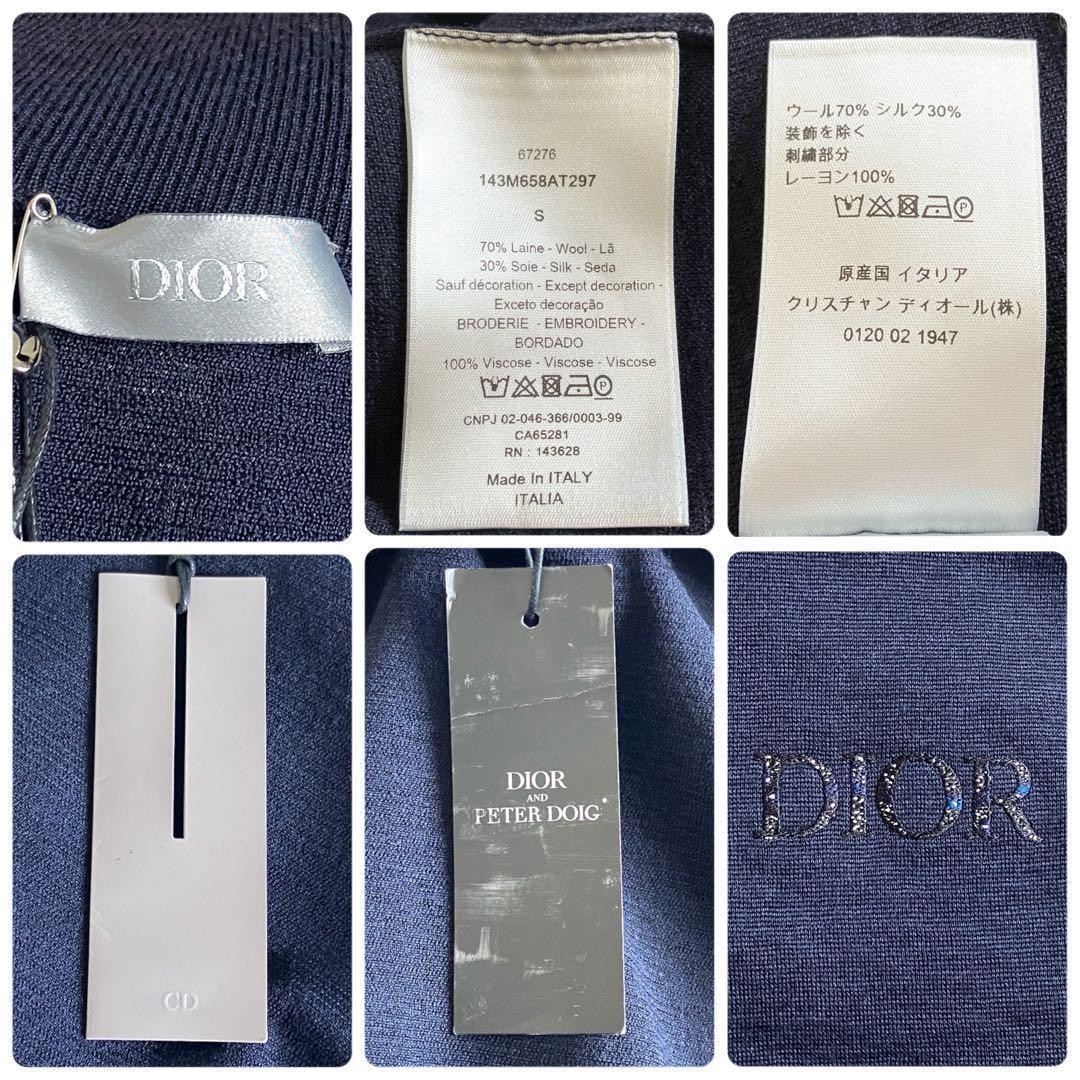 DIOR
67276
143M658AT297
S
70% Laine - Wool - Lã
30% Soie - Silk - Seda
Sauf décoration - Except decoration -
Exceto decoração
BRODERIE - EMBROIDERY -
BORDADO
100% Viscose - Viscose - Viscose
P
CNPJ 02-046-366/0003-99
CA65281
RN : 143628
Made In ITALY
ITALIA
ウール70% シルク30%
装飾を除く
刺繍部分
レーヨン100%
P
原産国 イタリア
クリスチャン ディオール(株)
0120 02 1947
CD
DIOR
AND
PETER DOIG
DIOR